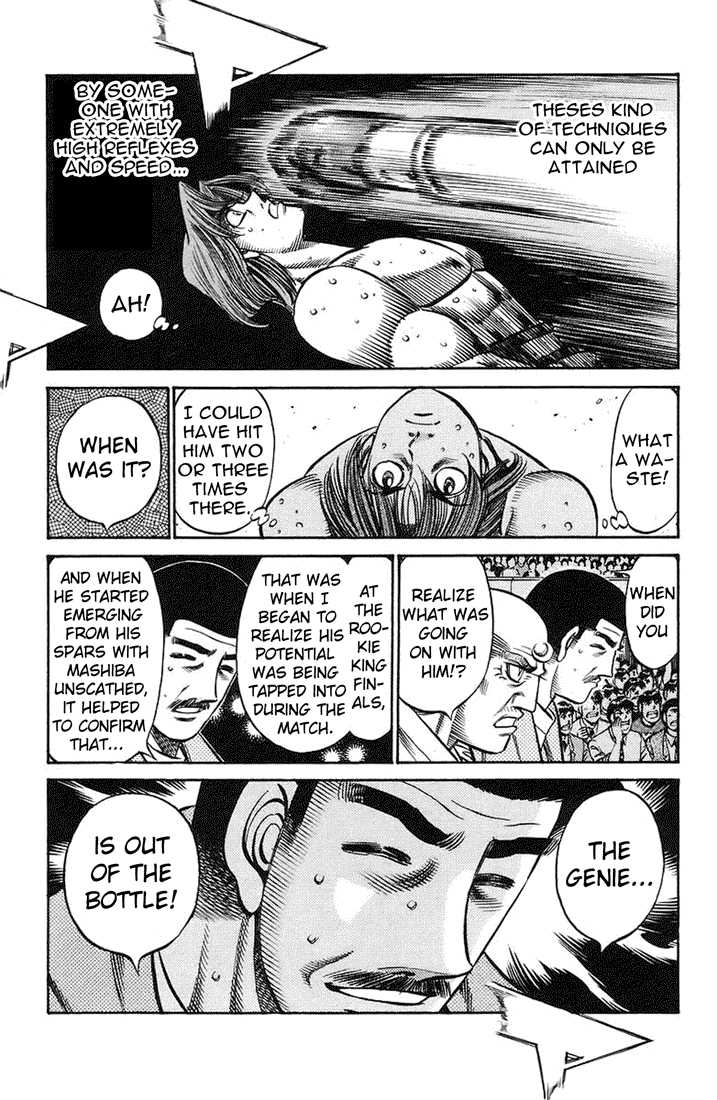 THESES KIND
OF TECHNIQUES
CAN ONLY BE
ATTAINED
BY SOME-
ONE WITH
EXTREMELY
HIGH REFLEXES
AND SPEED...
AH!
WHAT
A WA-
STE!
I COULD
HAVE HIT
HIM TWO
OR THREE
TIMES
THERE.
WHEN
WAS IT?
WHEN
DID
YOU
REALIZE
WHAT WAS
GOING
ON WITH
HIM!?
AT
THE
ROO-
KIE
KING
FIN-
ALS,
THAT WAS
WHEN I
BEGAN TO
REALIZE HIS
POTENTIAL
WAS BEING
TAPPED INTO
DURING THE
MATCH.
AND WHEN
HE STARTED
EMERGING
FROM HIS
SPARS WITH
MASHIBA
UNSCATHED,
IT HELPED
TO CONFIRM
THAT...
THE
GENIE...
IS OUT
OF THE
BOTTLE!